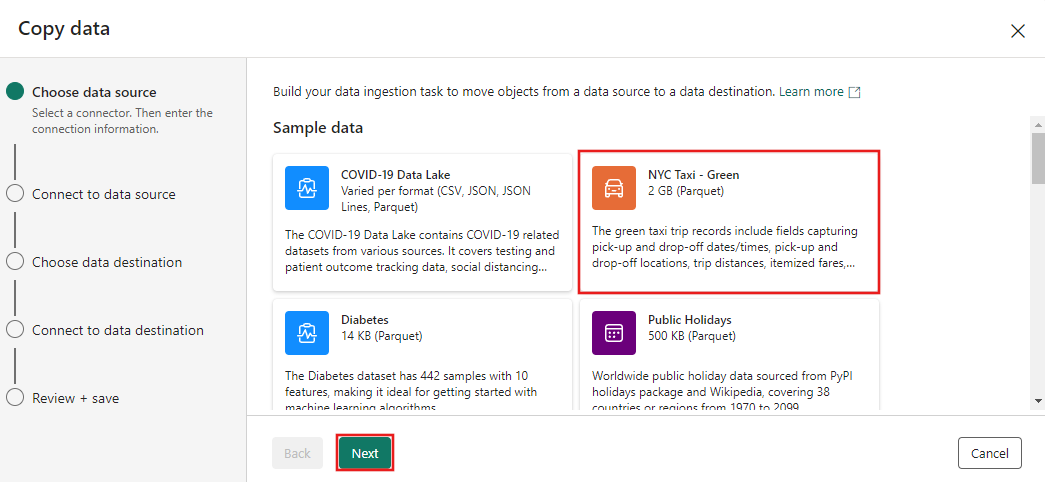 Copy data
Choose data source
Select a connector. Then enter the
connection information.
Connect to data source
Choose data destination
Connect to data destination
Review + save
Build your data ingestion task to move objects from a data source to a data destination. Learn more
Sample data
COVID-19 Data Lake
Varied per format (CSV, JSON, JSON
Lines, Parquet)
The COVID-19 Data Lake contains COVID-19 related
datasets from various sources. It covers testing and
patient outcome tracking data, social distancing...
NYC Taxi - Green
2 GB (Parquet)
The green taxi trip records include fields capturing
pick-up and drop-off dates/times, pick-up and
drop-off locations, trip distances, itemized fares,...
Diabetes
14 KB (Parquet)
The Diabetes dataset has 442 samples with 10
features, making it ideal for getting started with
machine learning algorithms.
Public Holidays
500 KB (Parquet)
Worldwide public holiday data sourced from PyPI
holidays package and Wikipedia, covering 38
countries or regions from 1970 to 2099.
Back
Next
Cancel